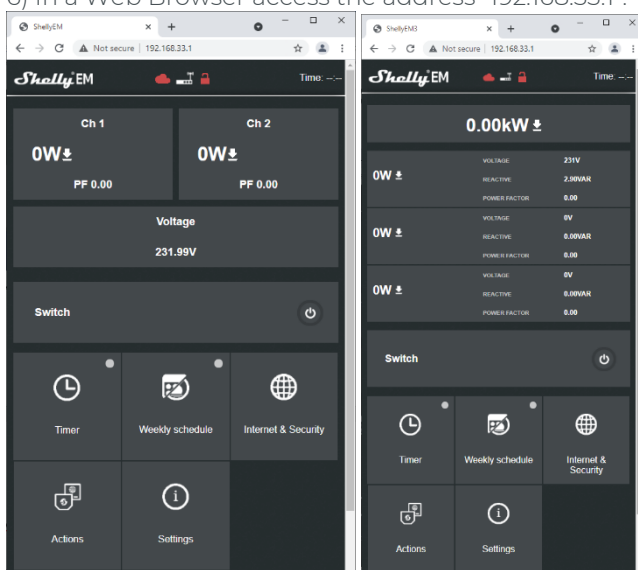 6) In a Web Browser access the address "192.168.33.1".
ShellyEM
Not secure 192.168.33.1
Shelly EM Time: --:--
Ch 1 Ch 2
0W 0W
PF 0.00 PF 0.00
Voltage
231.99V
Switch
Timer Weekly schedule Internet & Security
Actions Settings
ShellyEM3
Not secure 192.168.33.1
Shelly EM Time: --:--
0.00kW
VOLTAGE 231V
0W REACTIVE 2.90VAR
POWER FACTOR 0.00
VOLTAGE 0V
0W REACTIVE 0.00VAR
POWER FACTOR 0.00
VOLTAGE 0V
0W REACTIVE 0.00VAR
POWER FACTOR 0.00
Switch
Timer Weekly schedule Internet &
Security
Actions Settings